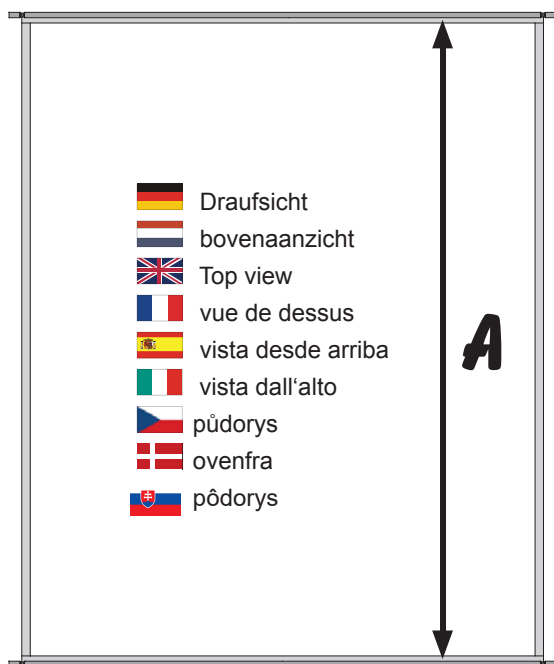 Draufsicht
bovenaanzicht
Top view
vue de dessus
vista desde arriba
vista dall‘alto
půdorys
ovenfra
pôdorys
A